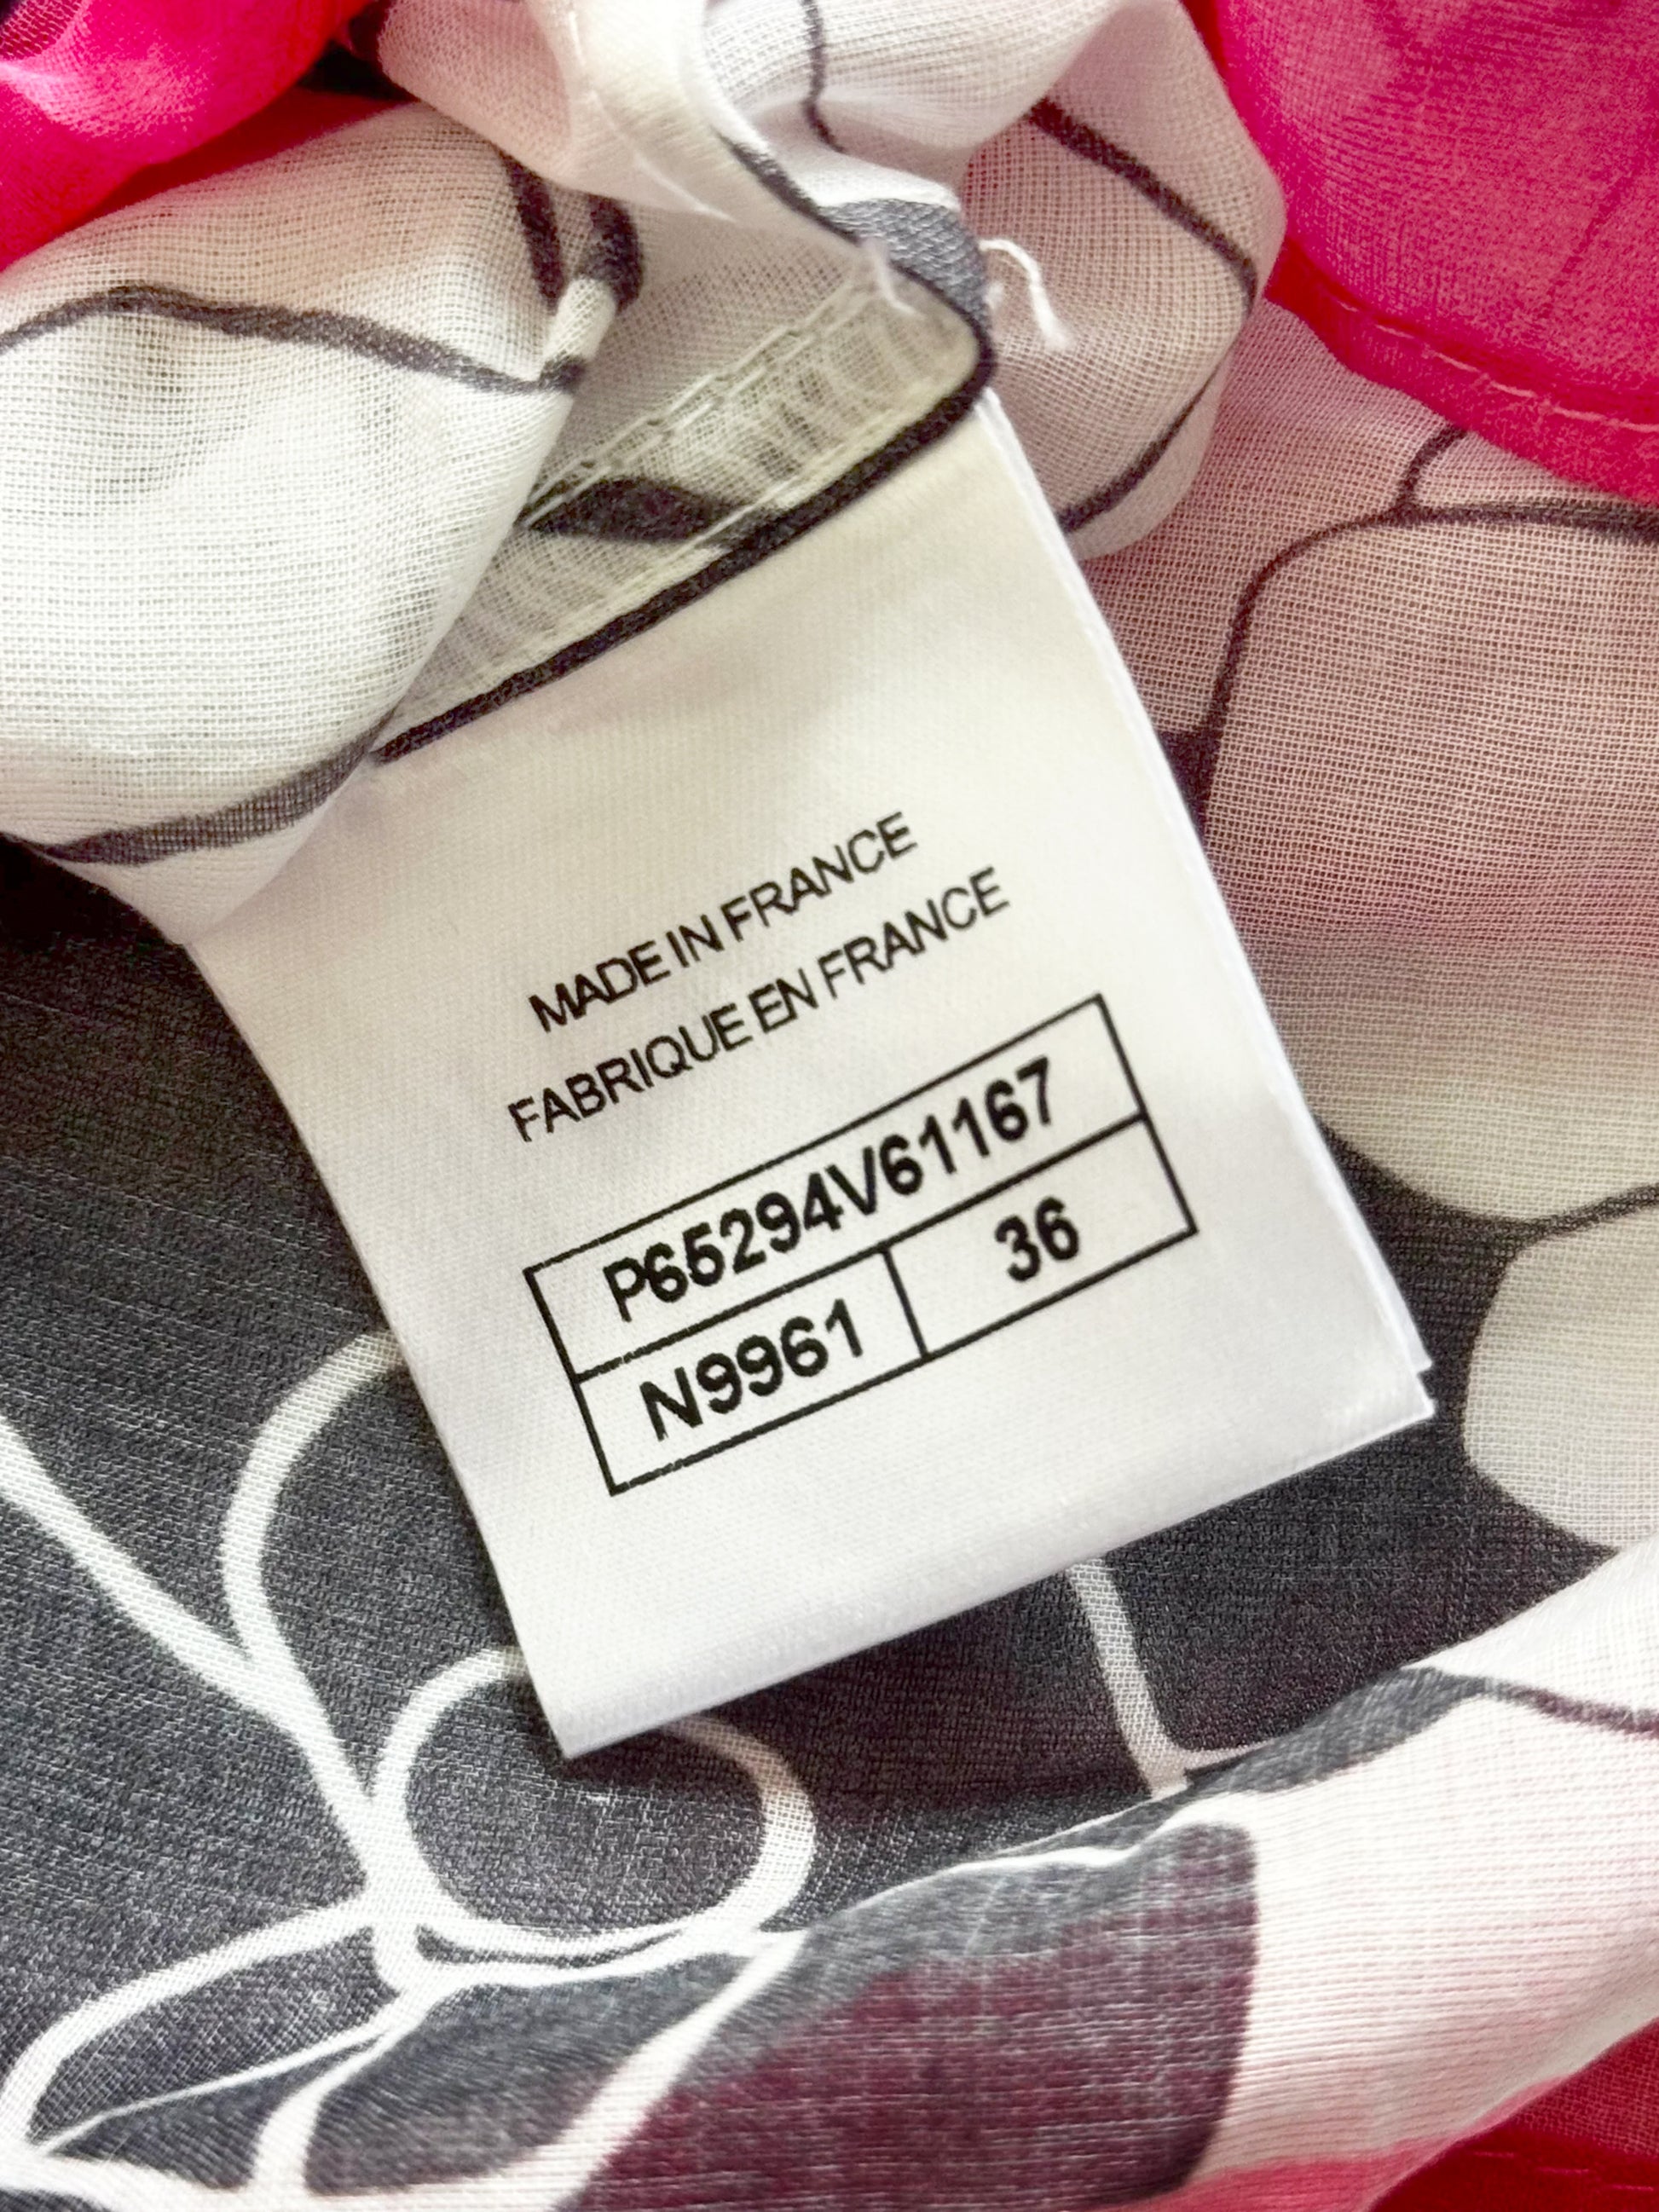 MADE IN FRANCE
FABRIQUE EN FRANCE
P65294V61167
N9961 36